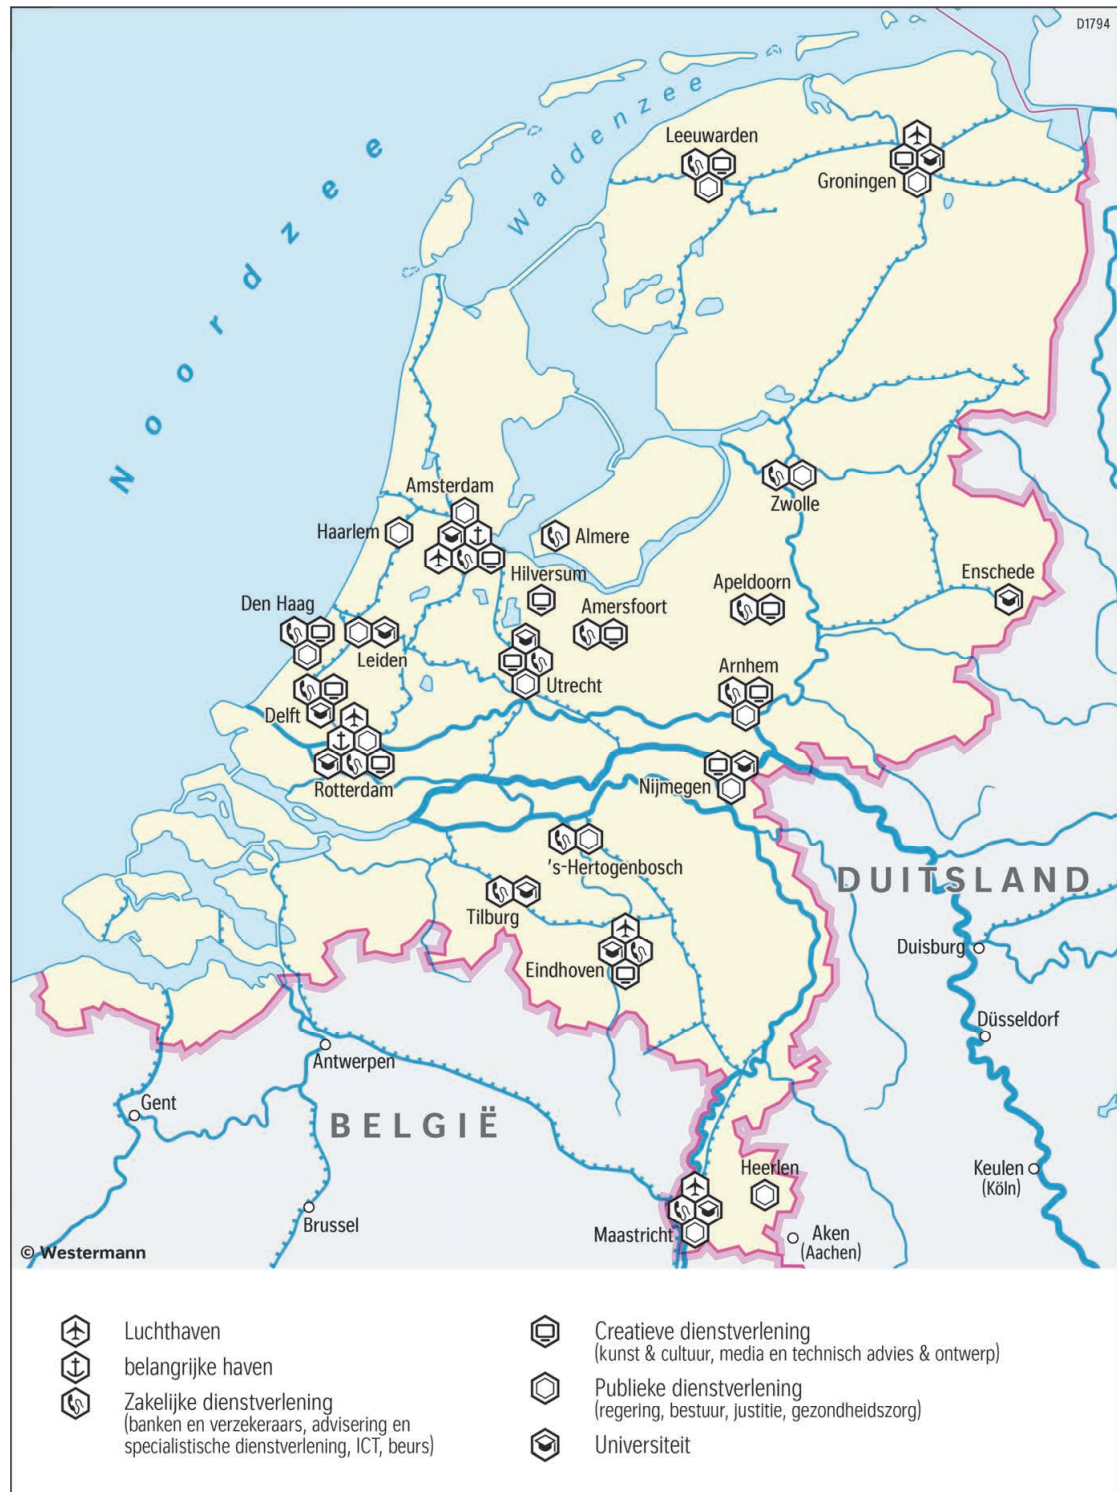 D1794
Noordzee
Waddenzee
Leeuwarden
Groningen
Amsterdam
Haarlem
Almere
Zwolle
Hilversum
Apeldoorn
Enschede
Den Haag
Amersfoort
Leiden
Utrecht
Arnhem
Delft
Rotterdam
Nijmegen
's-Hertogenbosch
DUITSLAND
Tilburg
Eindhoven
Duisburg
Düsseldorf
Antwerpen
Gent
BELGIË
Heerlen
Keulen
(Köln)
Brussel
Maastricht
Aken
(Aachen)
© Westermann
Luchthaven
belangrijke haven
Zakelijke dienstverlening
(banken en verzekeraars, advisering en
specialistische dienstverlening, ICT, beurs)
Creatieve dienstverlening
(kunst & cultuur, media en technisch advies & ontwerp)
Publieke dienstverlening
(regering, bestuur, justitie, gezondheidszorg)
Universiteit